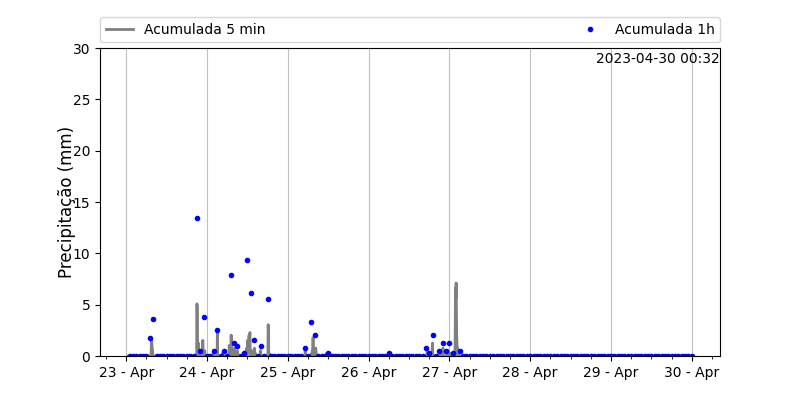 Acumulada 5 min
Acumulada 1h
2023-04-30 00:32
Precipitação (mm)
30
25
20
15
10
5
0
23 - Apr
24 - Apr
25 - Apr
26 - Apr
27 - Apr
28 - Apr
29 - Apr
30 - Apr